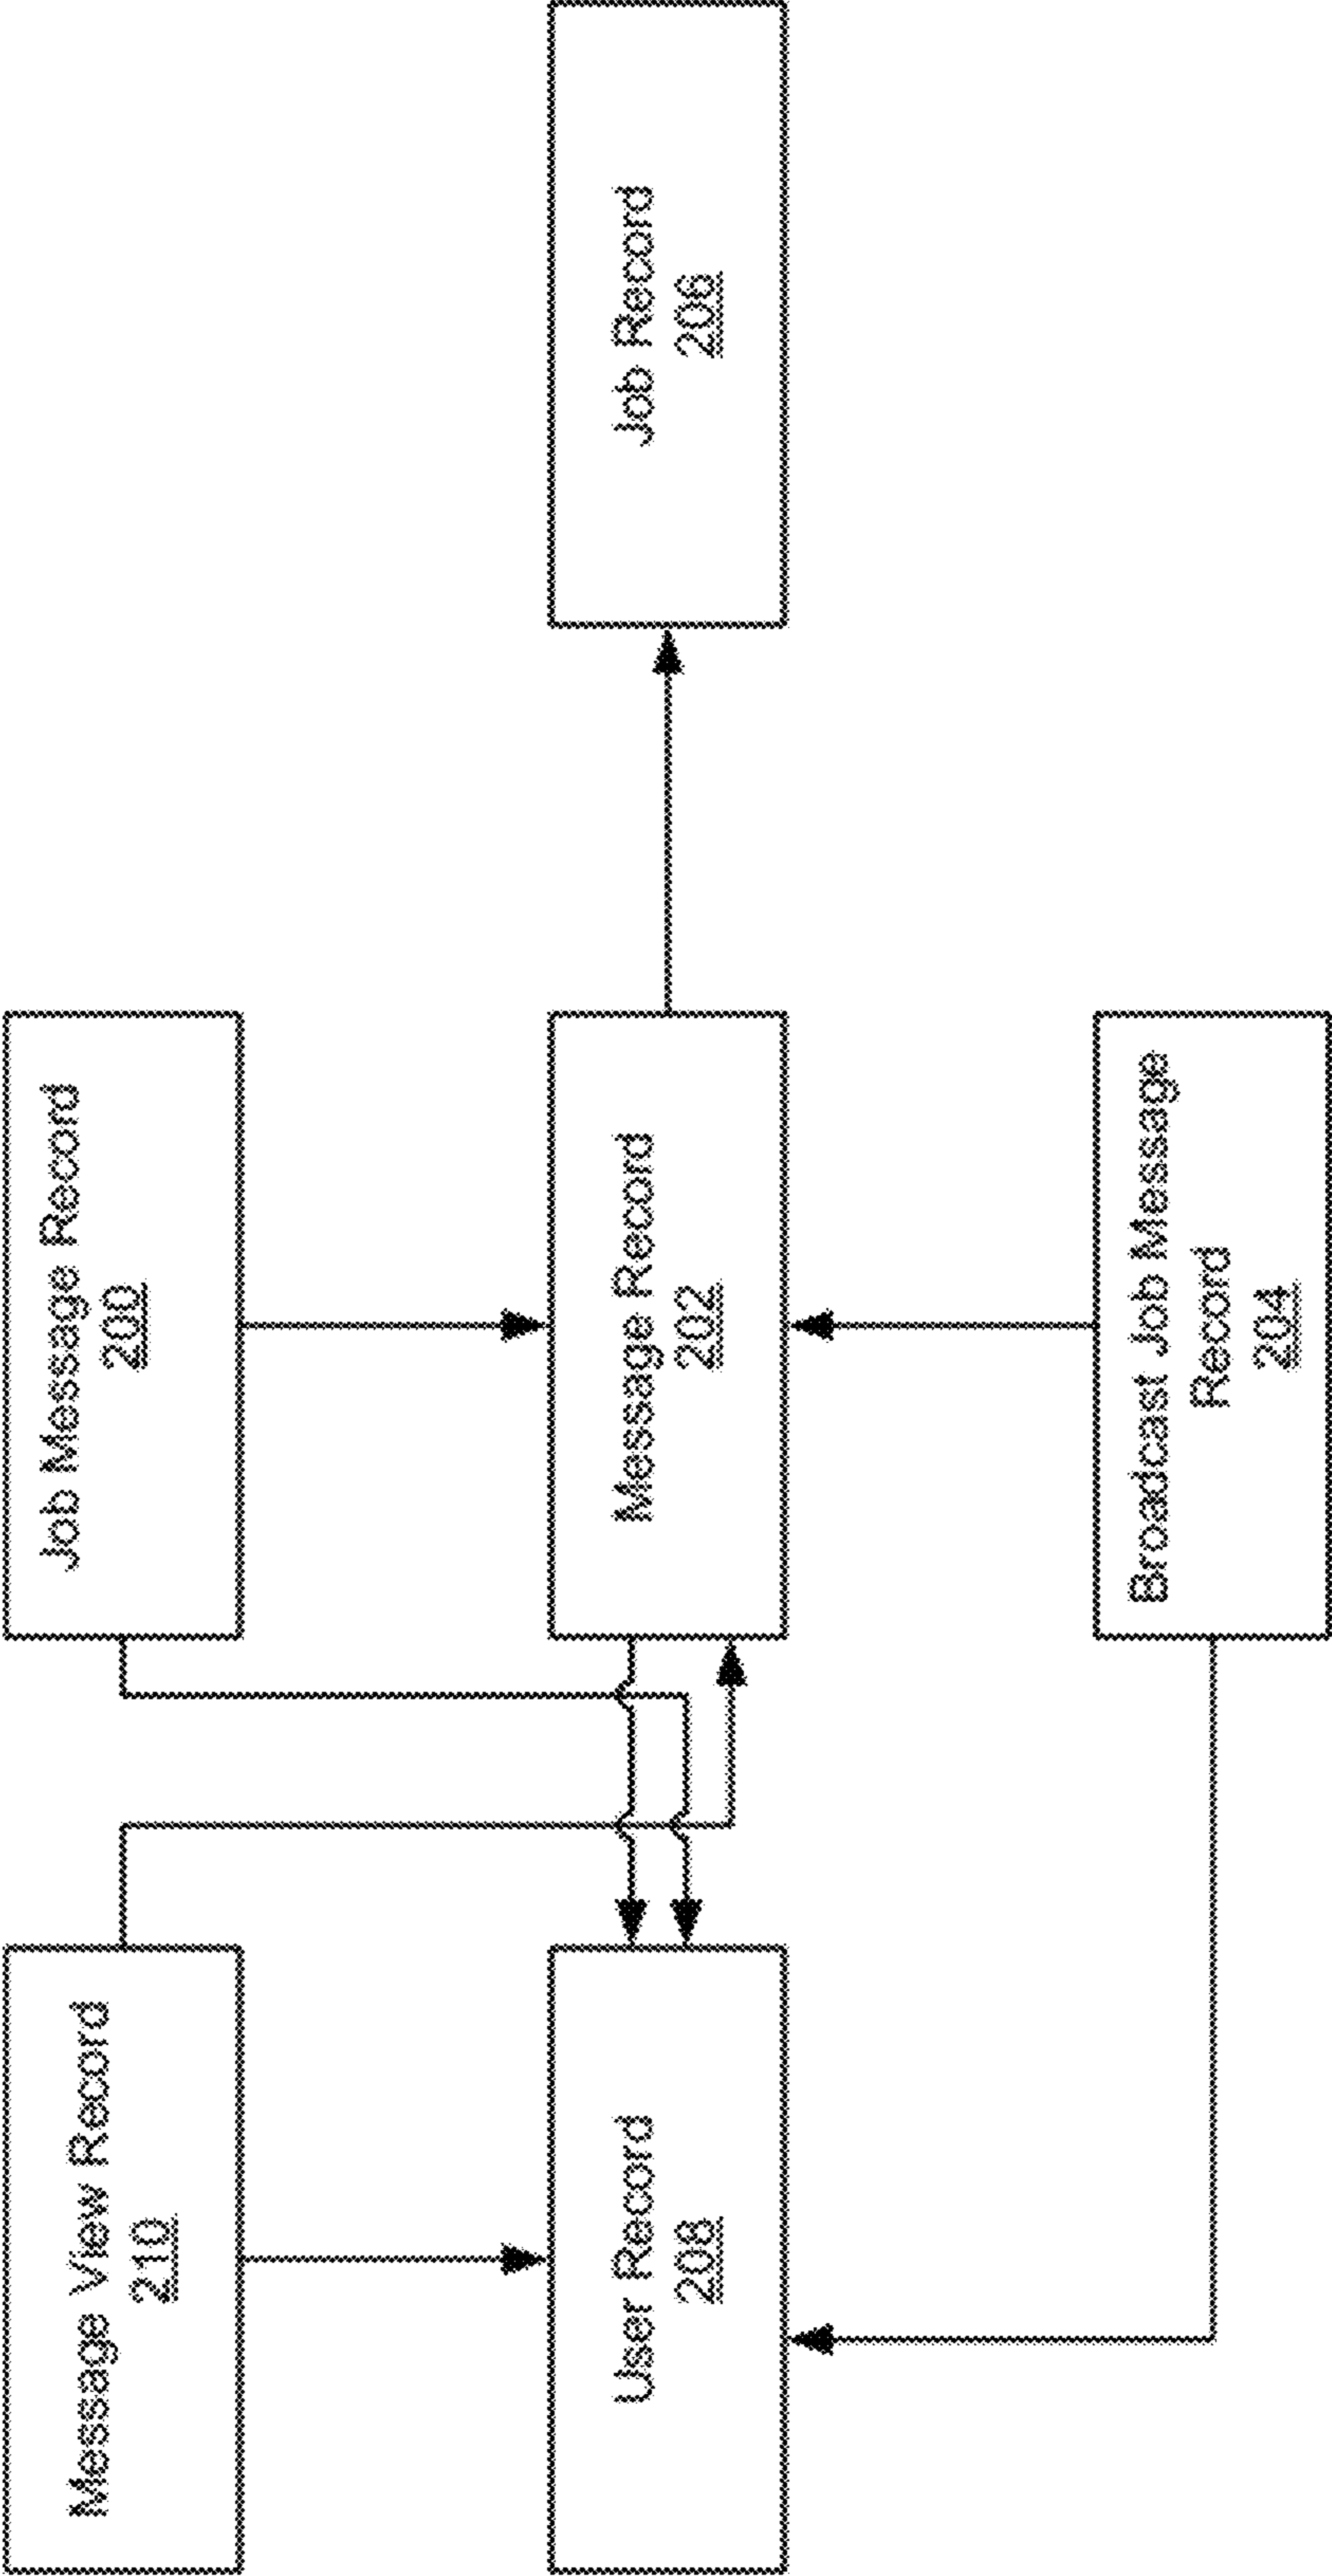 Message View Record
210
Job Message Record
200
User Record
208
Message Record
202
Job Record
206
Broadcast Job Message
Record
204